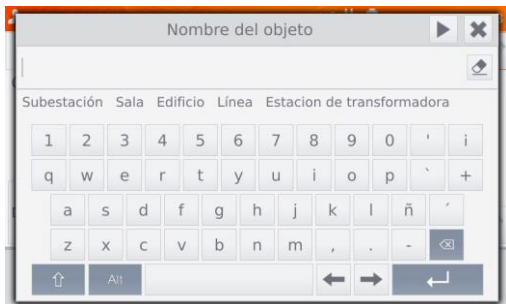 Nombre del objeto
Subestación Sala Edificio Línea Estacion de transformadora
1 2 3 4 5 6 7 8 9 0 ' i
q w e r t y u i o p ` +
a s d f g h j k l ñ ´
z x c v b n m , . -
Alt